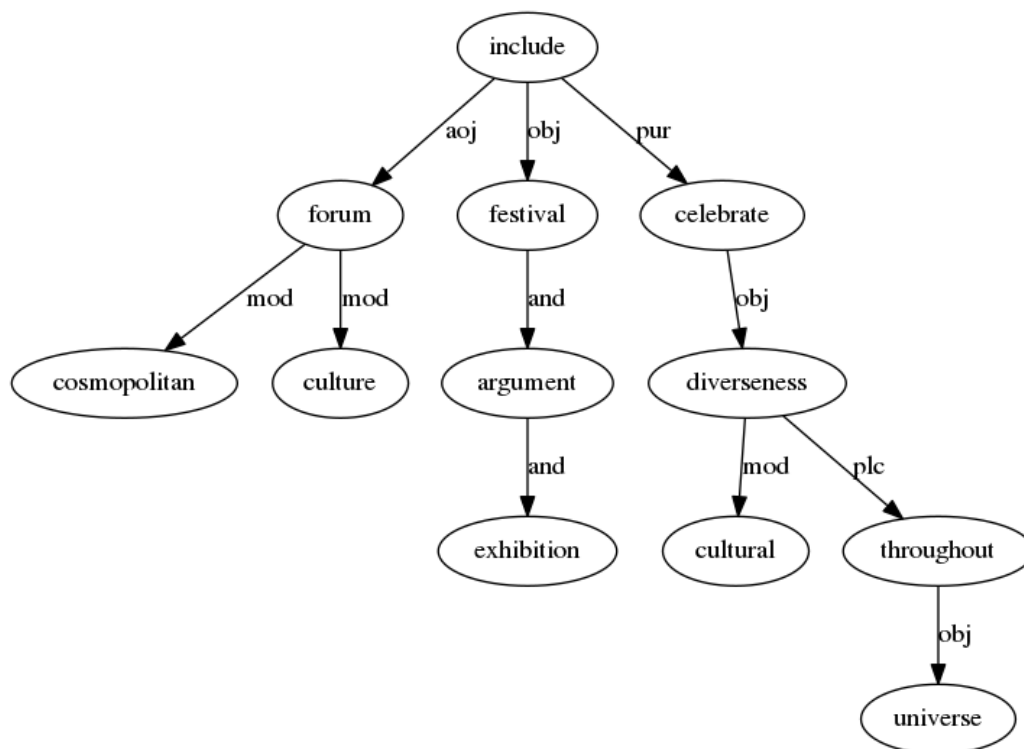 include
aoj obj pur
forum festival celebrate
mod mod and obj
cosmopolitan culture argument diverseness
and mod plc
exhibition cultural throughout
obj
universe